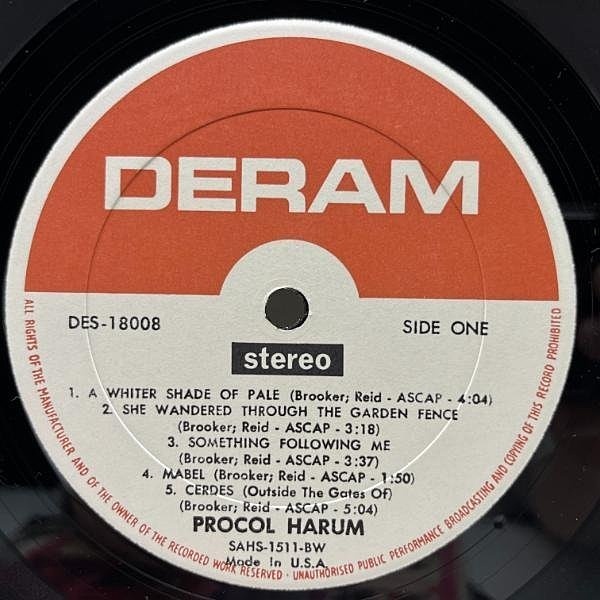 DERAM
DES-18008
SIDE ONE
stereo
1. A WHITER SHADE OF PALE (Brooker; Reid - ASCAP - 4:04)
2. SHE WANDERED THROUGH THE GARDEN FENCE
(Brooker; Reid - ASCAP - 3:18)
3. SOMETHING FOLLOWING ME
(Brooker; Reid - ASCAP - 3:37)
4. MABEL (Brooker; Reid - ASCAP - 1:50)
5. CERDES (Outside The Gates Of)
(Brooker; Reid - ASCAP - 5:04)
PROCOL HARUM
SAHS-1511-BW
Made in U.S.A.
ALL RIGHTS OF THE MANUFACTURER AND OF THE OWNER OF THE RECORDED WORK RESERVED - UNAUTHORISED PUBLIC PERFORMANCE BROADCASTING AND COPYING OF THIS RECORD PROHIBITED